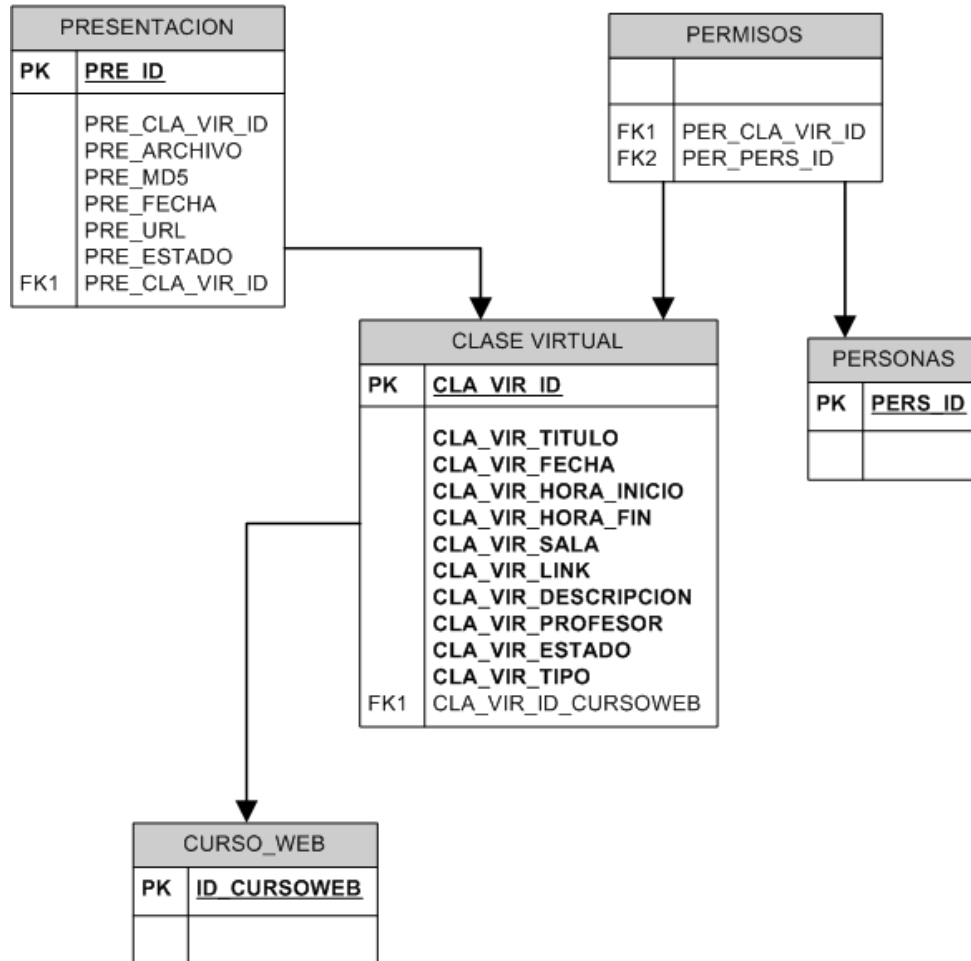 PRESENTACION
PK PRE_ID
PRE_CLA_VIR_ID
PRE_ARCHIVO
PRE_MD5
PRE_FECHA
PRE_URL
PRE_ESTADO
FK1 PRE_CLA_VIR_ID
PERMISOS
FK1 PER_CLA_VIR_ID
FK2 PER_PERS_ID
CLASE VIRTUAL
PK CLA_VIR_ID
CLA_VIR_TITULO
CLA_VIR_FECHA
CLA_VIR_HORA_INICIO
CLA_VIR_HORA_FIN
CLA_VIR_SALA
CLA_VIR_LINK
CLA_VIR_DESCRIPCION
CLA_VIR_PROFESOR
CLA_VIR_ESTADO
CLA_VIR_TIPO
FK1 CLA_VIR_ID_CURSOWEB
PERSONAS
PK PERS_ID
CURSO_WEB
PK ID_CURSOWEB